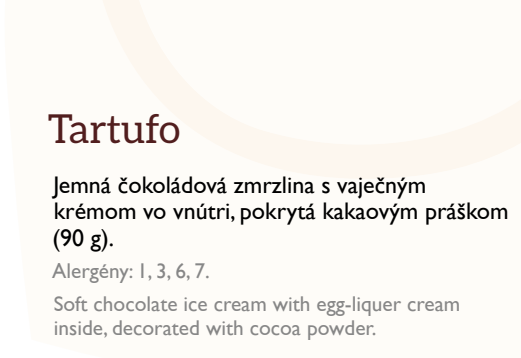 Tartufo
Jemná čokoládová zmrzlina s vaječným
krémom vo vnútri, pokrytá kakaovým práškom
(90 g).
Alergény: 1, 3, 6, 7.
Soft chocolate ice cream with egg-liquer cream
inside, decorated with cocoa powder.